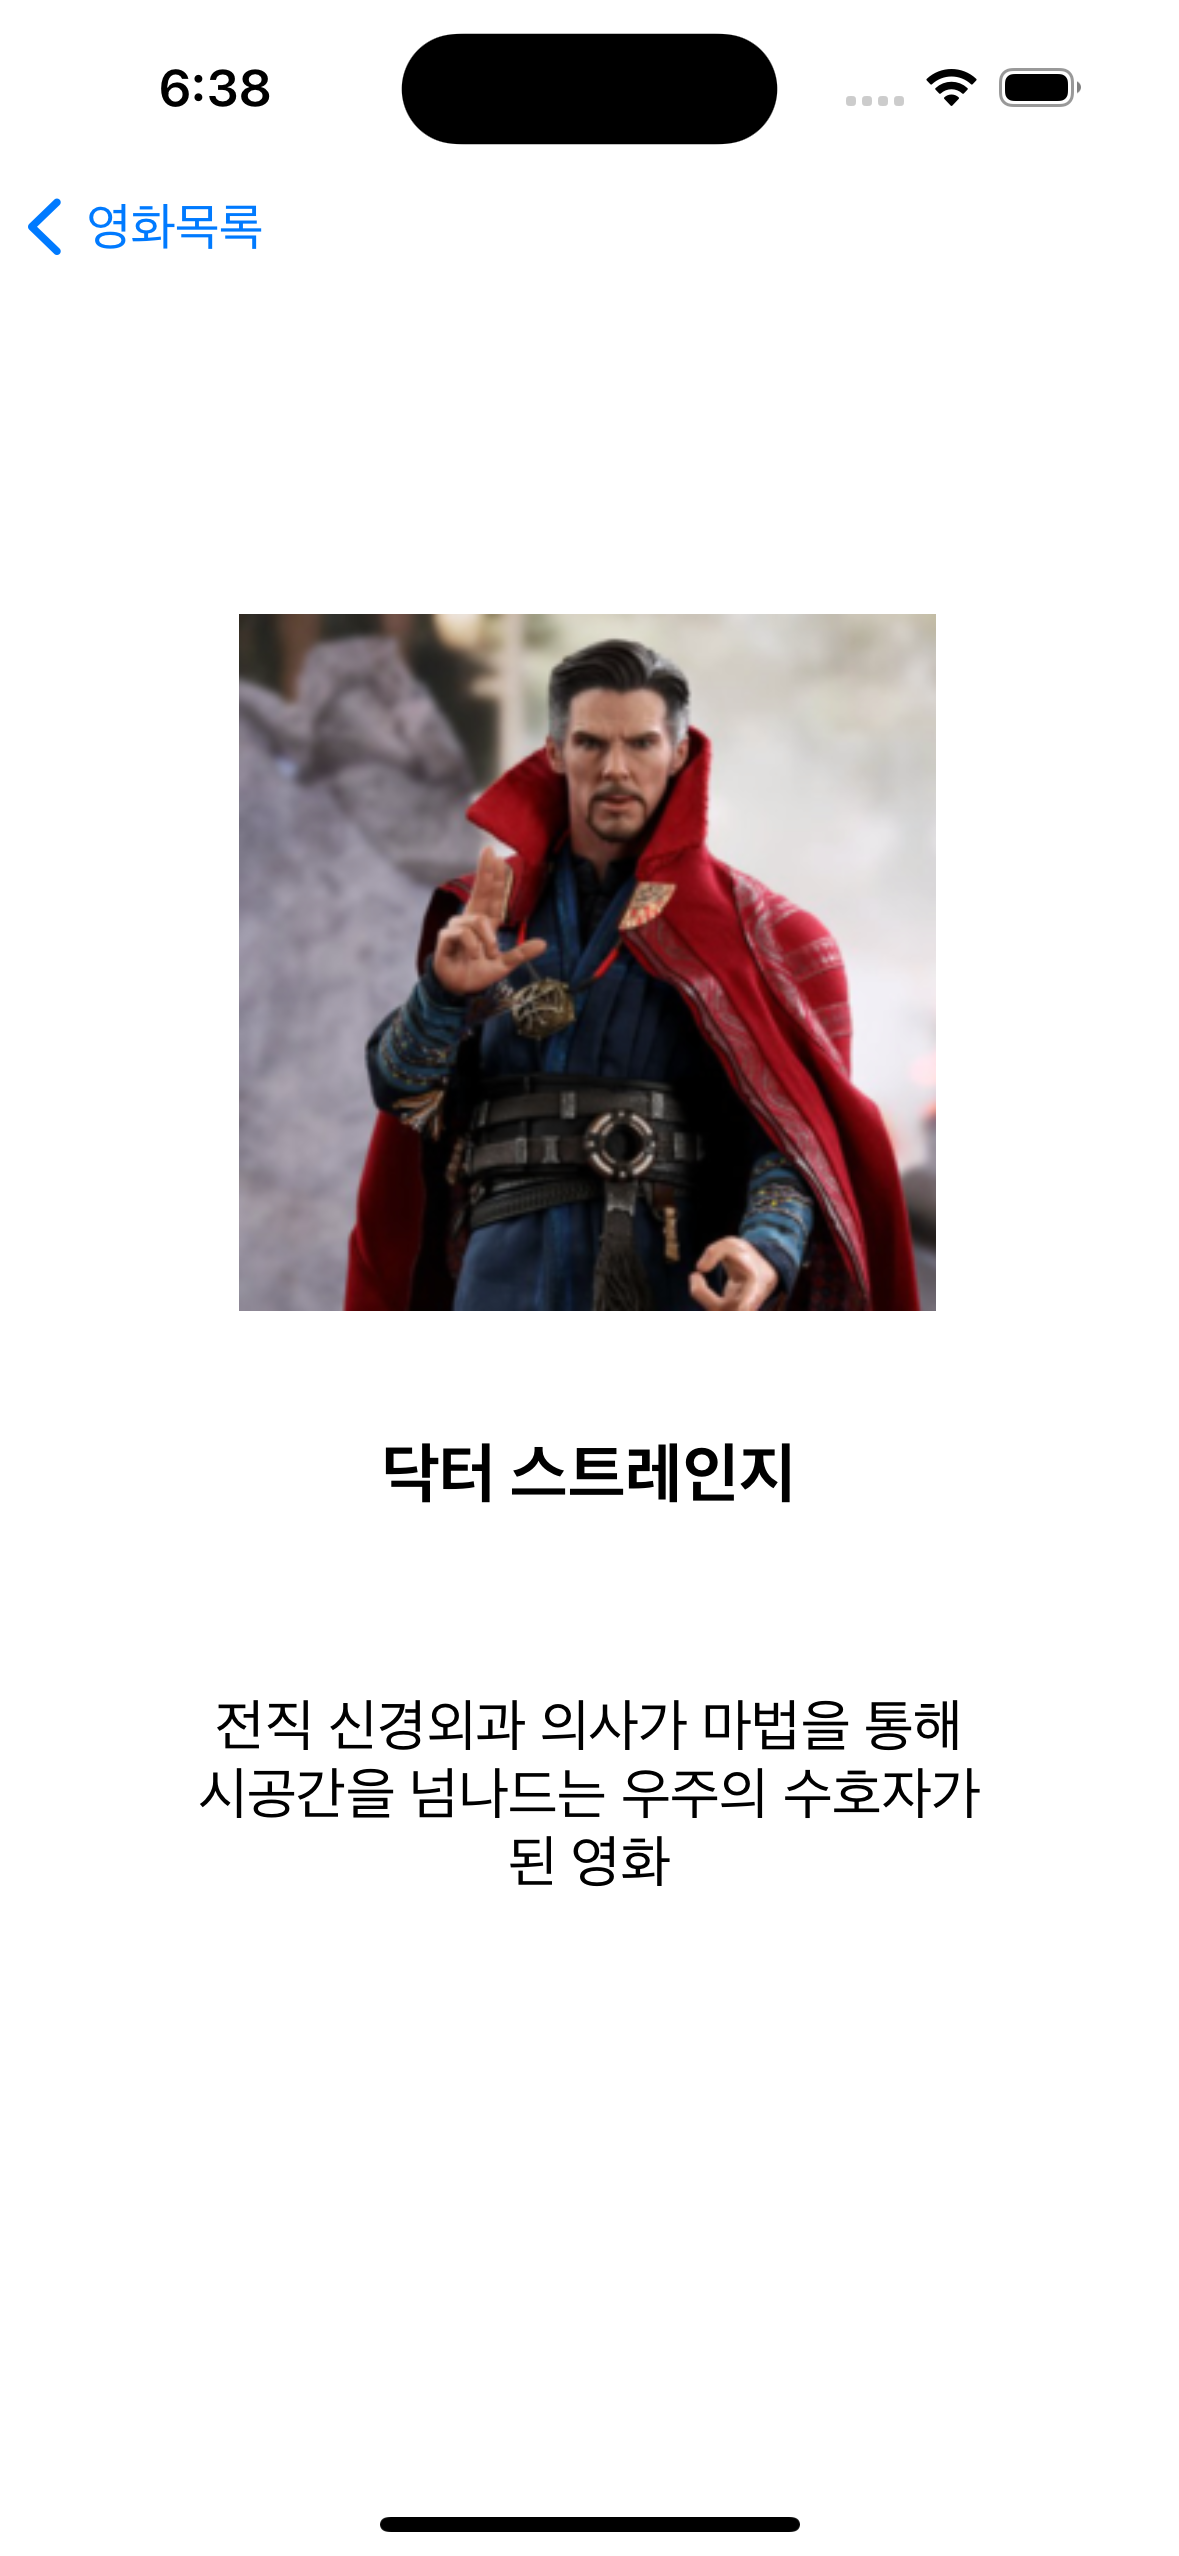 6:38
영화목록
닥터 스트레인지
전직 신경외과 의사가 마법을 통해
시공간을 넘나드는 우주의 수호자가
된 영화